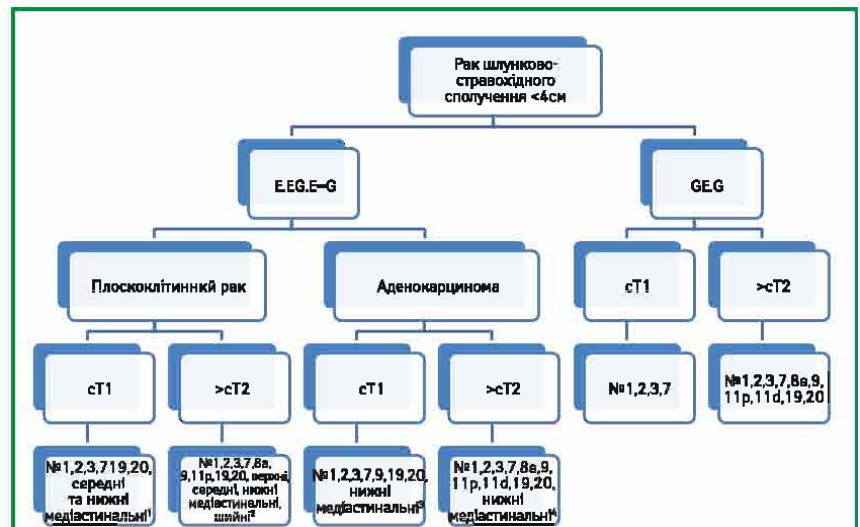 Рак шлунково-
стравохідного
сполучення <4см
E.EG.E=G
GE.G
Плоскоклітиннкй рак
Аденокарцинома
cT1
>cT2
cT1
>cT2
cT1
>cT2
№1,2,3,7
№1,2,3,7,8a,9,
11p,11d,19,20
№1,2,3,719,20,
середні
та нижні
медіастинальні¹
№1,2,3,7,8a,
9,11p,19,20, верхні,
середні, нижні
медіастинальні,
шийні²
№1,2,3,7,9,19,20,
нижні
медіастинальні³
№1,2,3,7,8a,9,
11p,11d,19,20,
нижні
медіастинальні⁴